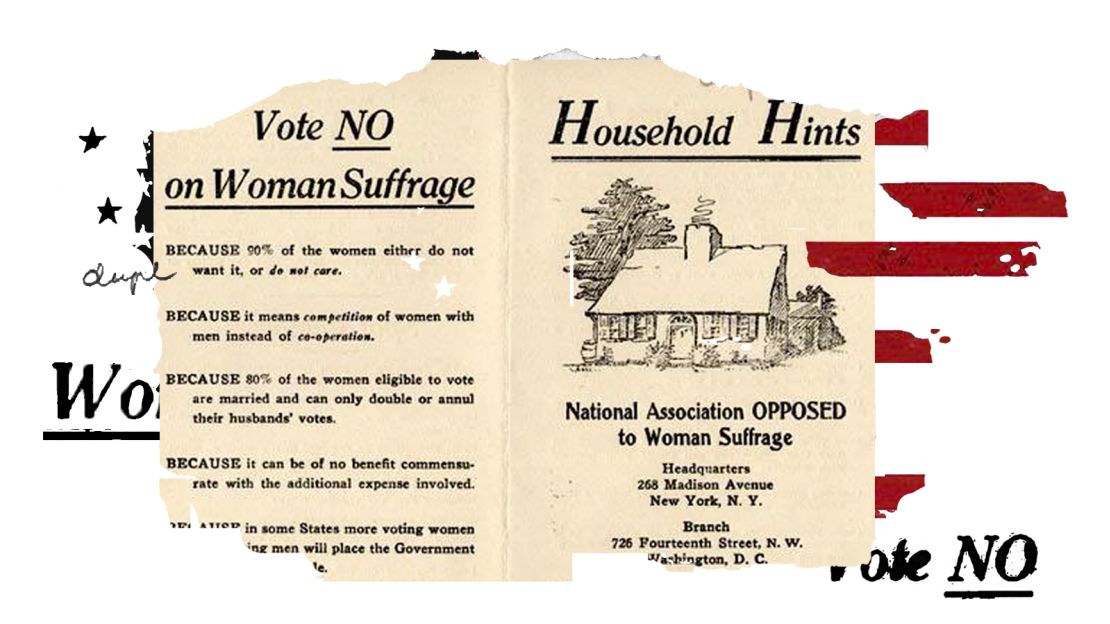 Vote NO
on Woman Suffrage
BECAUSE 90% of the women either do not
want it, or do not care.
BECAUSE it means competition of women with
men instead of co-operation.
BECAUSE 80% of the women eligible to vote
are married and can only double or annul
their husbands' votes.
BECAUSE it can be of no benefit commensu-
rate with the additional expense involved.
BECAUSE in some States more voting women
men will place the Government
Household Hints
National Association OPPOSED
to Woman Suffrage
Headquarters
268 Madison Avenue
New York, N. Y.
Branch
726 Fourteenth Street, N. W.
Washington, D. C.
Wo
Vote NO